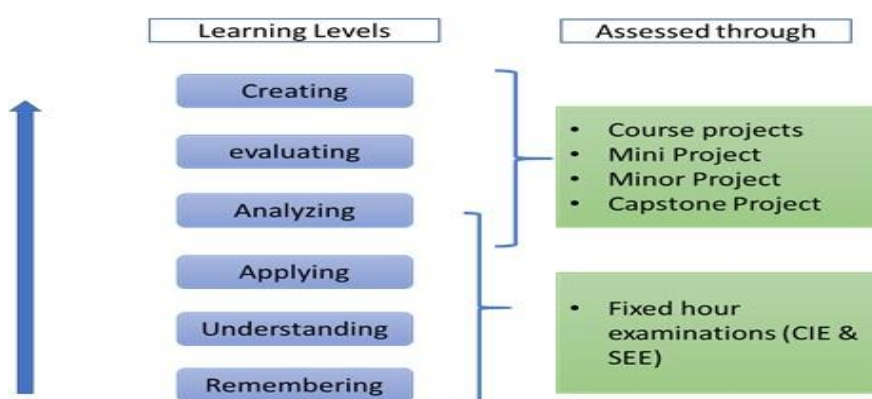 Learning Levels
Assessed through
Creating
evaluating
Analyzing
Applying
Understanding
Remembering
• Course projects
• Mini Project
• Minor Project
• Capstone Project
• Fixed hour
examinations (CIE &
SEE)